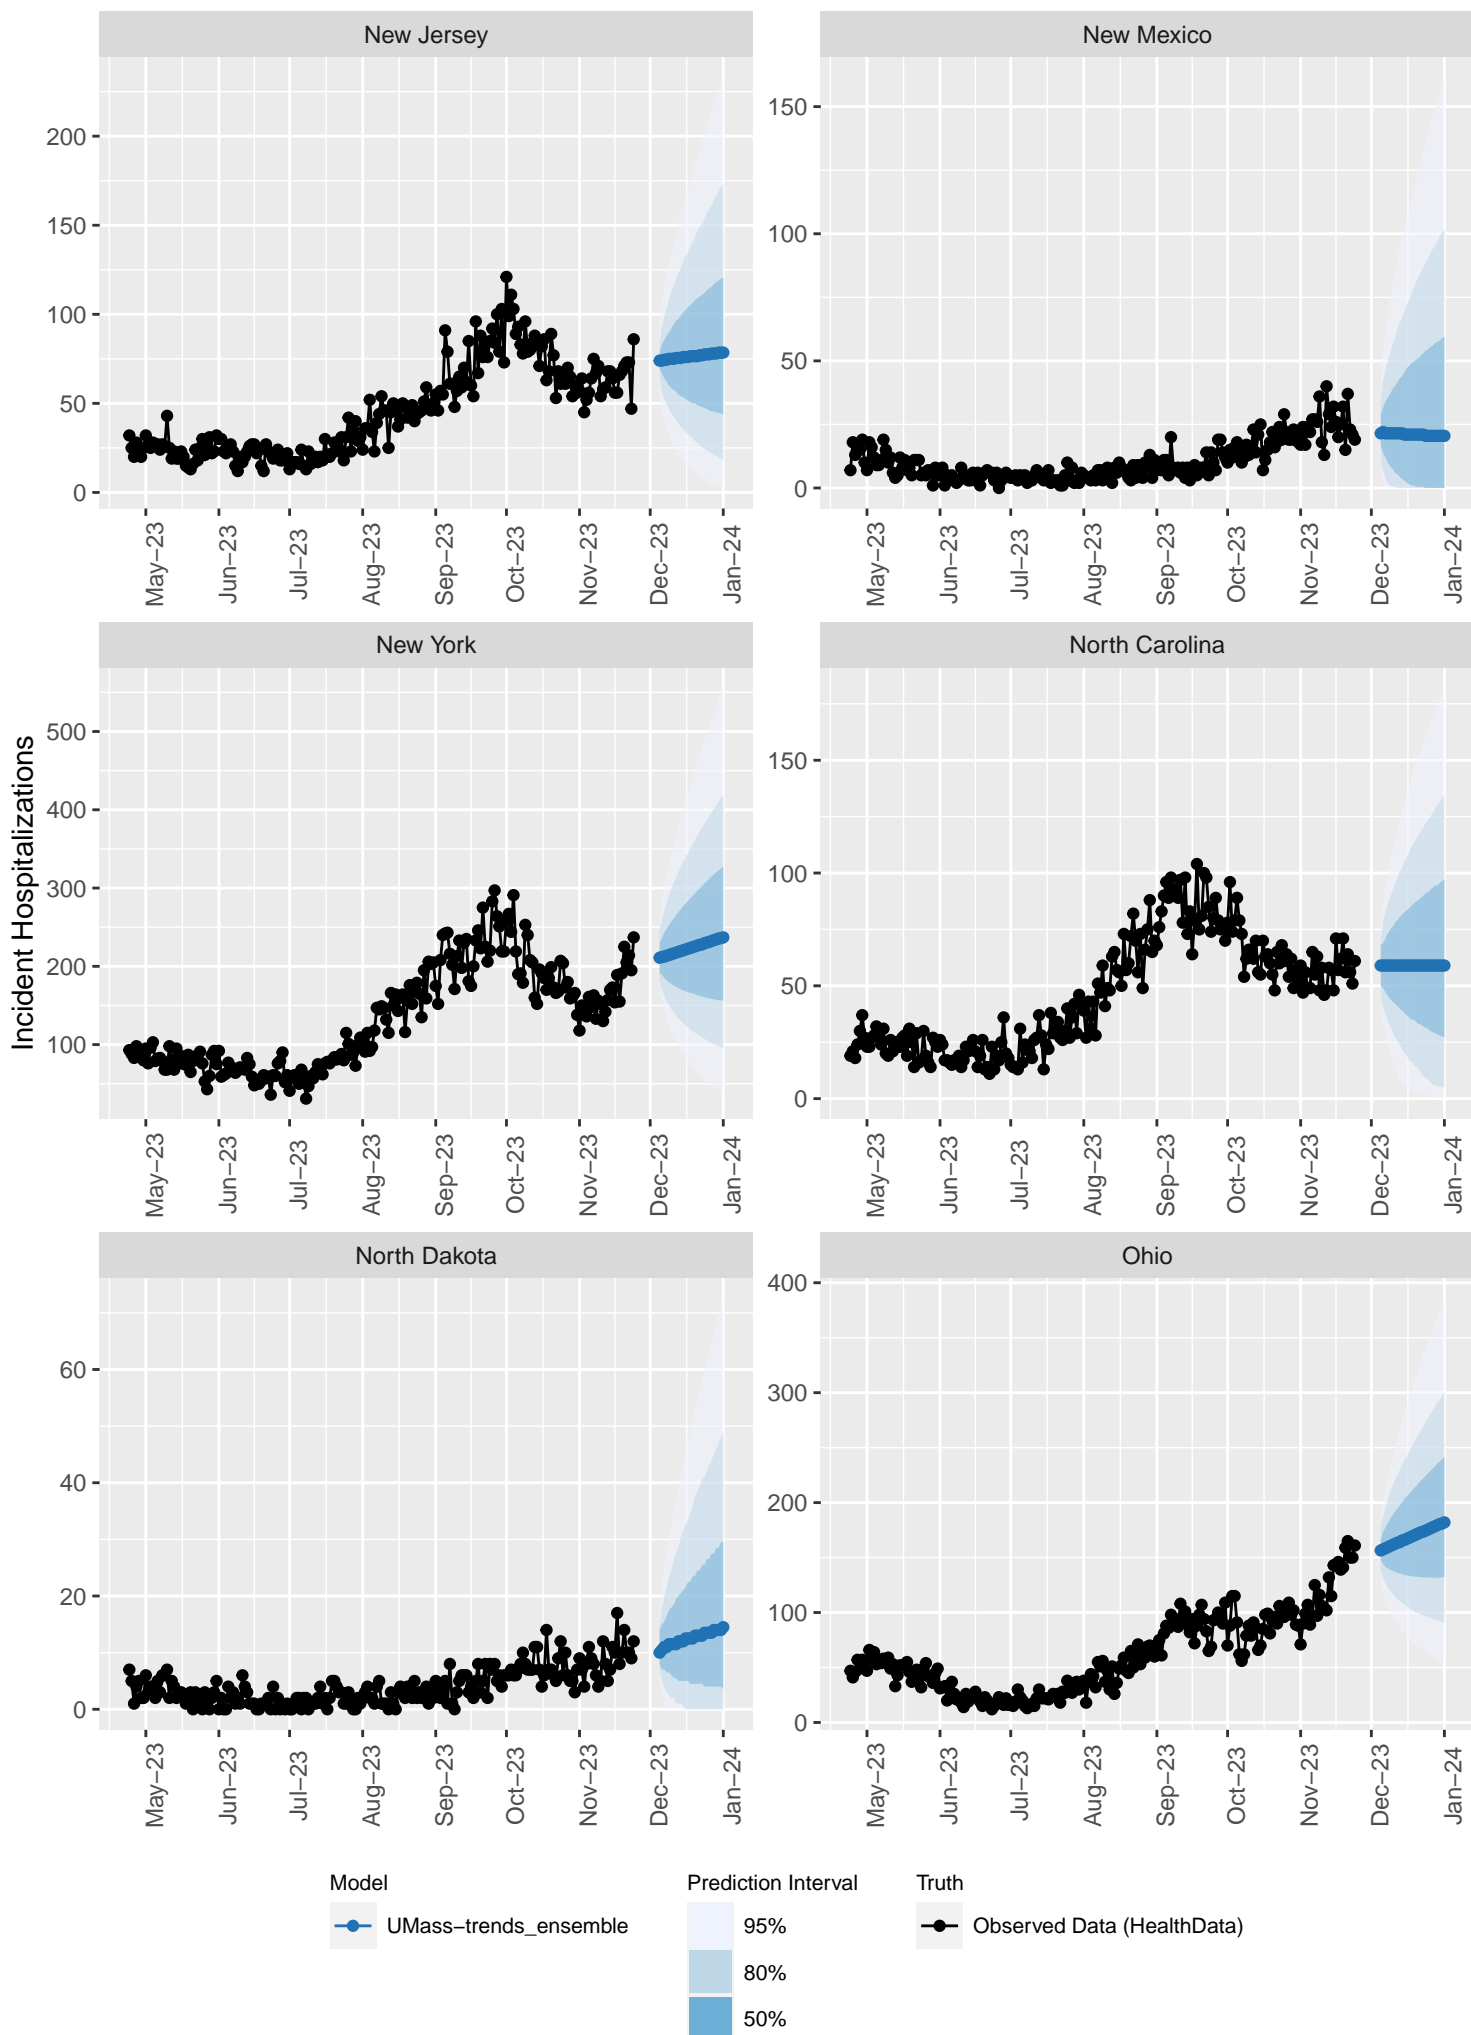 New Jersey
New Mexico
200
150
100
50
0
150
100
50
0
May−23
Jun−23
Jul−23
Aug−23
Sep−23
Oct−23
Nov−23
Dec−23
Jan−24
May−23
Jun−23
Jul−23
Aug−23
Sep−23
Oct−23
Nov−23
Dec−23
Jan−24
Incident Hospitalizations
New York
North Carolina
500
400
300
200
100
150
100
50
0
May−23
Jun−23
Jul−23
Aug−23
Sep−23
Oct−23
Nov−23
Dec−23
Jan−24
May−23
Jun−23
Jul−23
Aug−23
Sep−23
Oct−23
Nov−23
Dec−23
Jan−24
North Dakota
Ohio
60
40
20
0
400
300
200
100
0
May−23
Jun−23
Jul−23
Aug−23
Sep−23
Oct−23
Nov−23
Dec−23
Jan−24
May−23
Jun−23
Jul−23
Aug−23
Sep−23
Oct−23
Nov−23
Dec−23
Jan−24
Model
UMass−trends_ensemble
Prediction Interval
95%
80%
50%
Truth
Observed Data (HealthData)